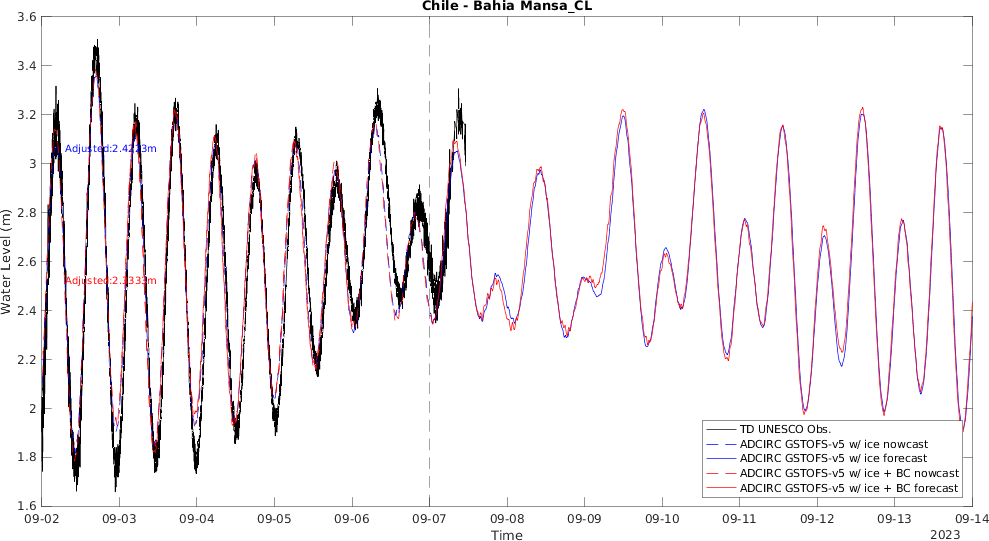 Chile - Bahia Mansa_CL
3.6
3.4
3.2
3
2.8
2.6
2.4
2.2
2
1.8
1.6
Water Level (m)
Adjusted:2.4223m
Adjusted:2.1333m
TD UNESCO Obs.
ADCIRC GSTOFS-v5 w/ ice nowcast
ADCIRC GSTOFS-v5 w/ ice forecast
ADCIRC GSTOFS-v5 w/ ice + BC nowcast
ADCIRC GSTOFS-v5 w/ ice + BC forecast
09-02 09-03 09-04 09-05 09-06 09-07 09-08 09-09 09-10 09-11 09-12 09-13 09-14
Time
2023